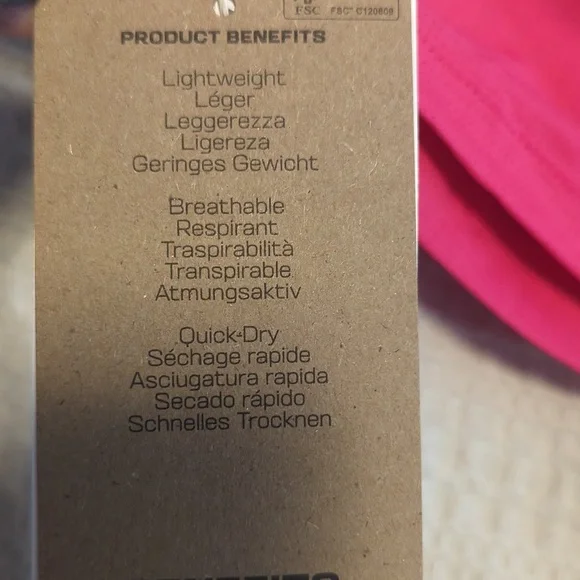 FSC
PRODUCT BENEFITS
Lightweight
Léger
Leggerezza
Ligereza
Geringes Gewicht
Breathable
Respirant
Traspirabilità
Transpirable
Atmungsaktiv
Quick-Dry
Séchage rapide
Asciugatura rapida
Secado rápido
Schnelles Trocknen